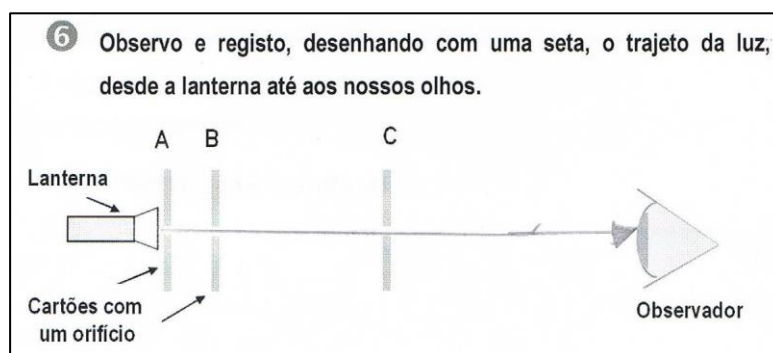 6 Observo e registo, desenhando com uma seta, o trajeto da luz,
desde a lanterna até aos nossos olhos.
A B C
Lanterna
Cartões com
um orifício
Observador